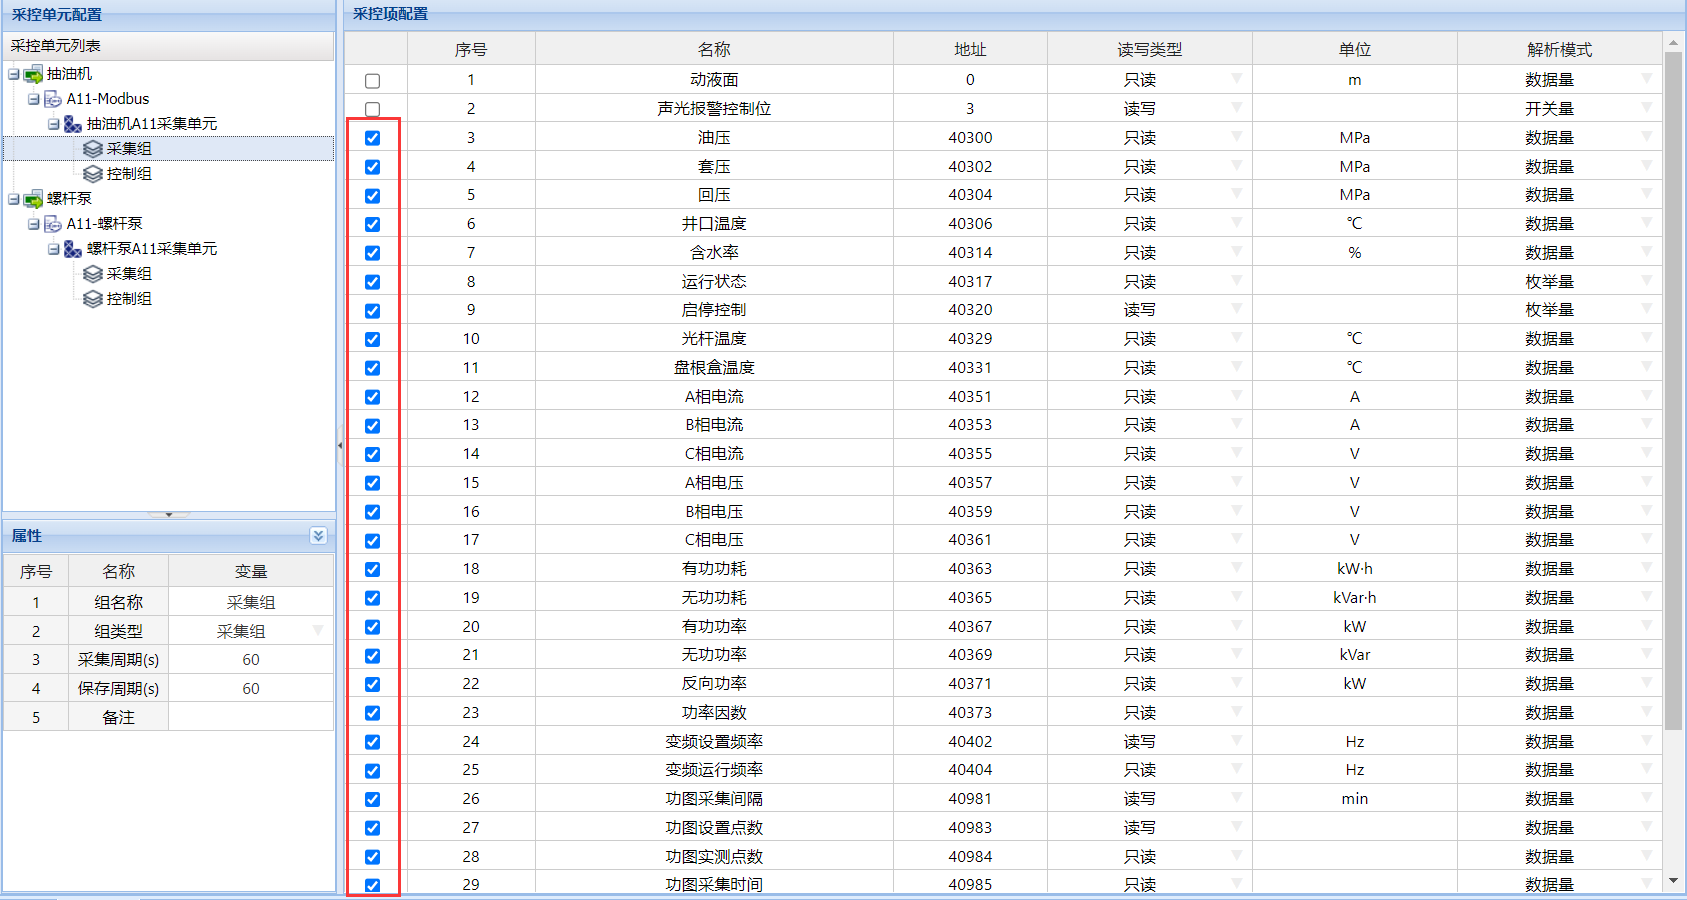 采控单元配置
采控单元列表
抽油机
A11-Modbus
抽油机A11采集单元
采集组
控制组
螺杆泵
A11-螺杆泵
螺杆泵A11采集单元
采集组
控制组
属性
序号 名称 变量
1 组名称 采集组
2 组类型 采集组
3 采集周期(s) 60
4 保存周期(s) 60
5 备注
采控项配置
序号 名称 地址 读写类型 单位 解析模式
1 动液面 0 只读 m 数据量
2 声光报警控制位 3 读写 开关量
3 油压 40300 只读 MPa 数据量
4 套压 40302 只读 MPa 数据量
5 回压 40304 只读 MPa 数据量
6 井口温度 40306 只读 ℃ 数据量
7 含水率 40314 只读 % 数据量
8 运行状态 40317 只读 枚举量
9 启停控制 40320 读写 枚举量
10 光杆温度 40329 只读 ℃ 数据量
11 盘根盒温度 40331 只读 ℃ 数据量
12 A相电流 40351 只读 A 数据量
13 B相电流 40353 只读 A 数据量
14 C相电流 40355 只读 V 数据量
15 A相电压 40357 只读 V 数据量
16 B相电压 40359 只读 V 数据量
17 C相电压 40361 只读 V 数据量
18 有功功耗 40363 只读 kW·h 数据量
19 无功功耗 40365 只读 kVar·h 数据量
20 有功功率 40367 只读 kW 数据量
21 无功功率 40369 只读 kVar 数据量
22 反向功率 40371 只读 kW 数据量
23 功率因数 40373 只读 数据量
24 变频设置频率 40402 读写 Hz 数据量
25 变频运行频率 40404 只读 Hz 数据量
26 功图采集间隔 40981 读写 min 数据量
27 功图设置点数 40983 读写 数据量
28 功图实测点数 40984 只读 数据量
29 功图采集时间 40985 只读 数据量